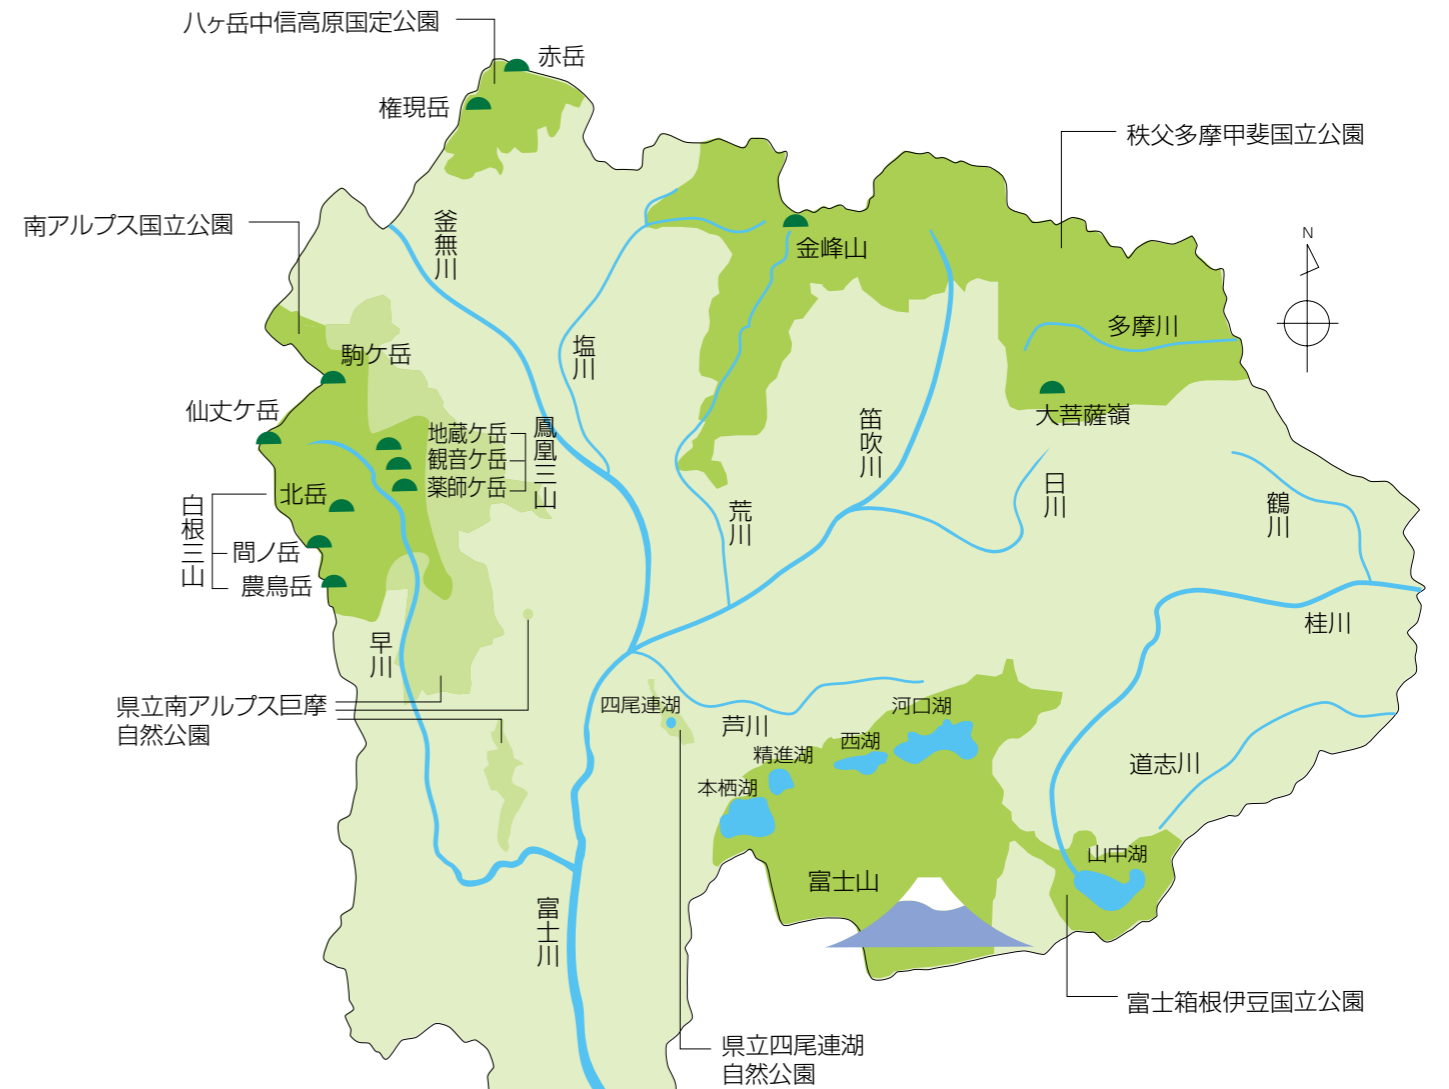 八ヶ岳中信高原国定公園
赤岳
権現岳
秩父多摩甲斐国立公園
南アルプス国立公園
釜無川
N
金峰山
多摩川
塩川
駒ケ岳
仙丈ケ岳
大菩薩嶺
笛吹川
地蔵ケ岳
観音ケ岳
薬師ケ岳
鳳凰三山
日川
鶴川
北岳
間ノ岳
農鳥岳
白根三山
荒川
桂川
早川
県立南アルプス巨摩
自然公園
四尾連湖
芦川
河口湖
西湖
精進湖
本栖湖
道志川
山中湖
富士山
富士川
富士箱根伊豆国立公園
県立四尾連湖
自然公園